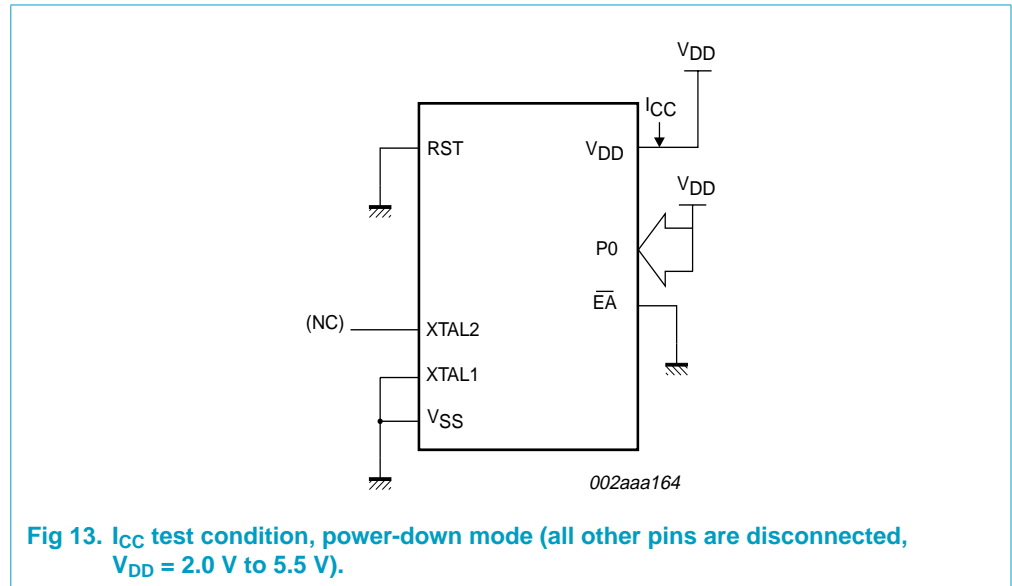 VDD
ICC
RST
VDD
VDD
P0
EA
(NC)
XTAL2
XTAL1
VSS
002aaa164
Fig 13. ICC test condition, power-down mode (all other pins are disconnected,
VDD = 2.0 V to 5.5 V).